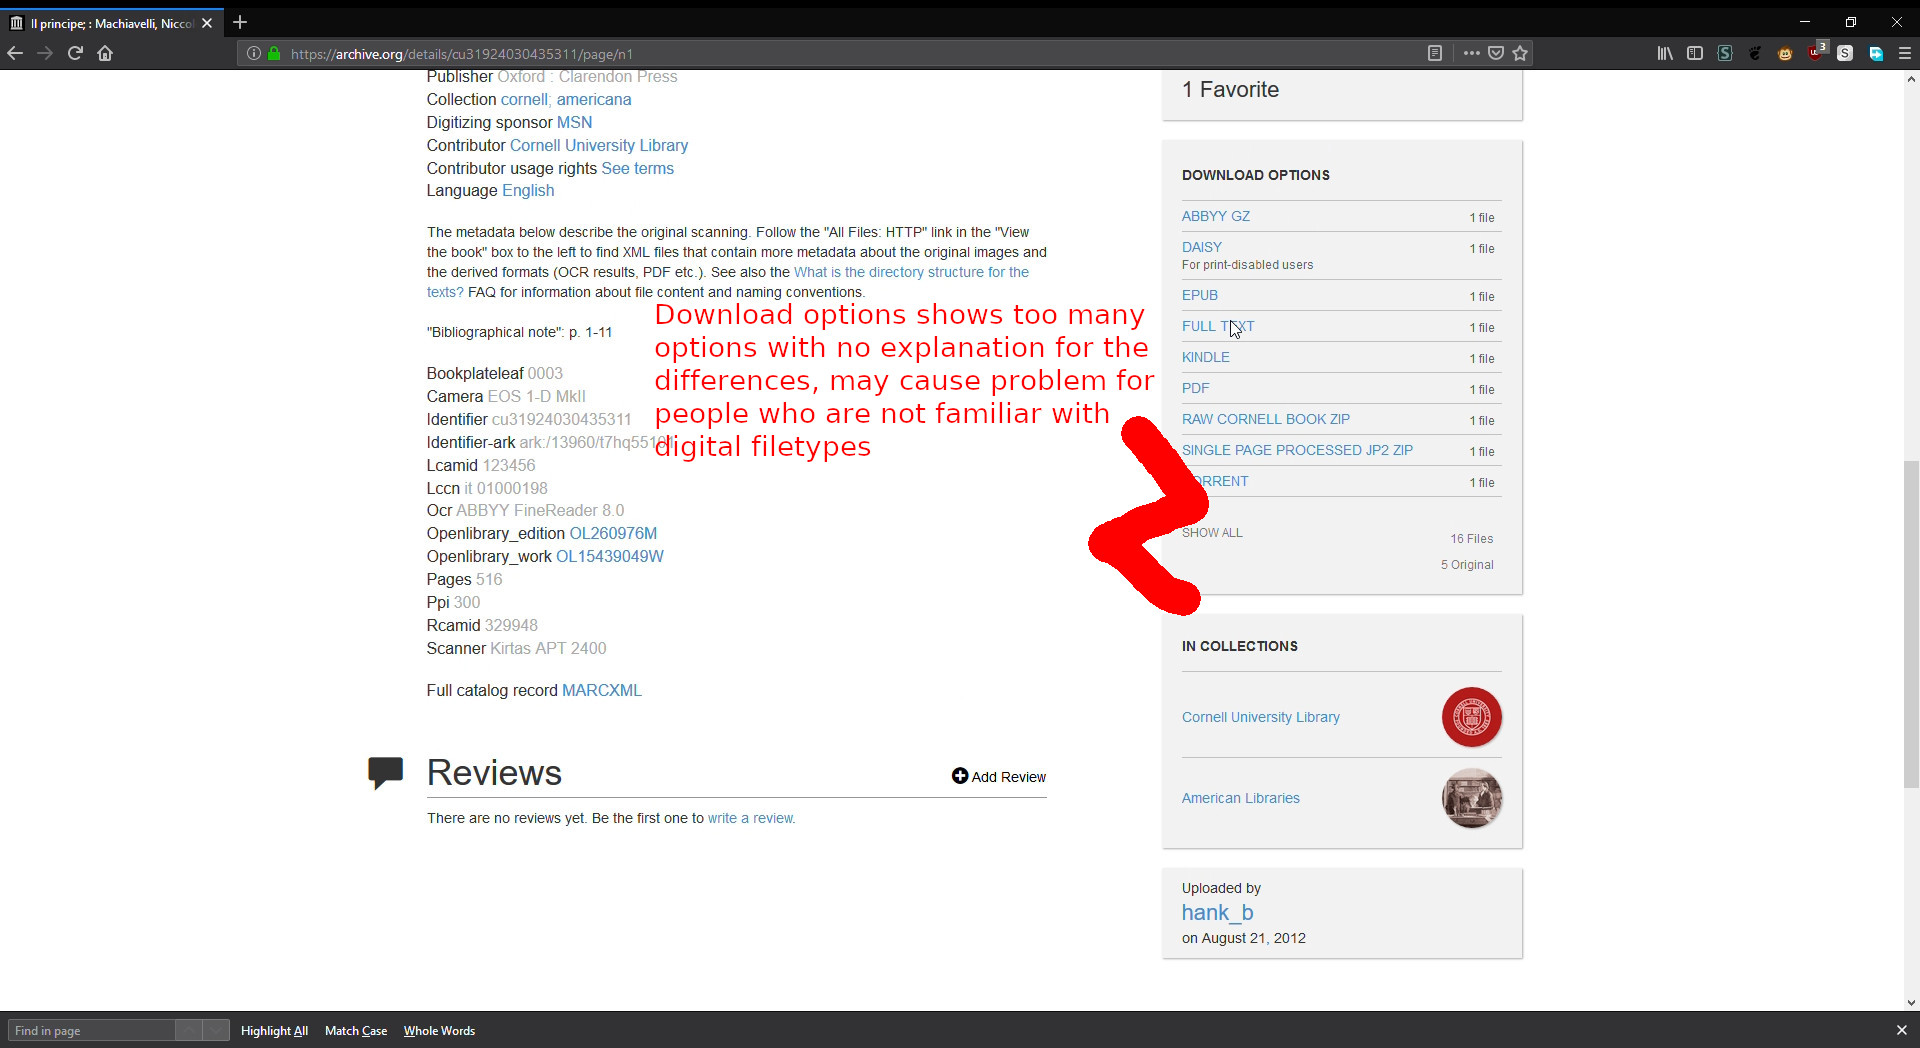 Il principe; : Machiavelli, Nicco
https://archive.org/details/cu31924030435311/page/n1
3
Publisher Oxford : Clarendon Press
Collection cornell; americana
Digitizing sponsor MSN
Contributor Cornell University Library
Contributor usage rights See terms
Language English
The metadata below describe the original scanning. Follow the "All Files: HTTP" link in the "View
the book" box to the left to find XML files that contain more metadata about the original images and
the derived formats (OCR results, PDF etc.). See also the What is the directory structure for the
texts? FAQ for information about file content and naming conventions.
"Bibliographical note": p. 1-11
Bookplateleaf 0003
Camera EOS 1-D MkII
Identifier cu31924030435311
Identifier-ark
Lcamid 123456
Lccn it 01000198
Ocr ABBYY FineReader 8.0
Openlibrary_edition OL260976M
Openlibrary_work OL15439049W
Pages 516
Ppi 300
Rcamid 329948
Scanner Kirtas APT 2400
Full catalog record MARCXML
Download options shows too many
options with no explanation for the
differences, may cause problem for
people who are not familiar with
digital filetypes
Reviews
Add Review
There are no reviews yet. Be the first one to write a review.
1 Favorite
DOWNLOAD OPTIONS
ABBYY GZ 1 file
DAISY 1 file
For print-disabled users
EPUB 1 file
FULL TEXT 1 file
KINDLE 1 file
PDF 1 file
RAW CORNELL BOOK ZIP 1 file
SINGLE PAGE PROCESSED JP2 ZIP 1 file
TORRENT 1 file
SHOW ALL 16 Files
5 Original
IN COLLECTIONS
Cornell University Library
American Libraries
Uploaded by
hank_b
on August 21, 2012
Find in page Highlight All Match Case Whole Words